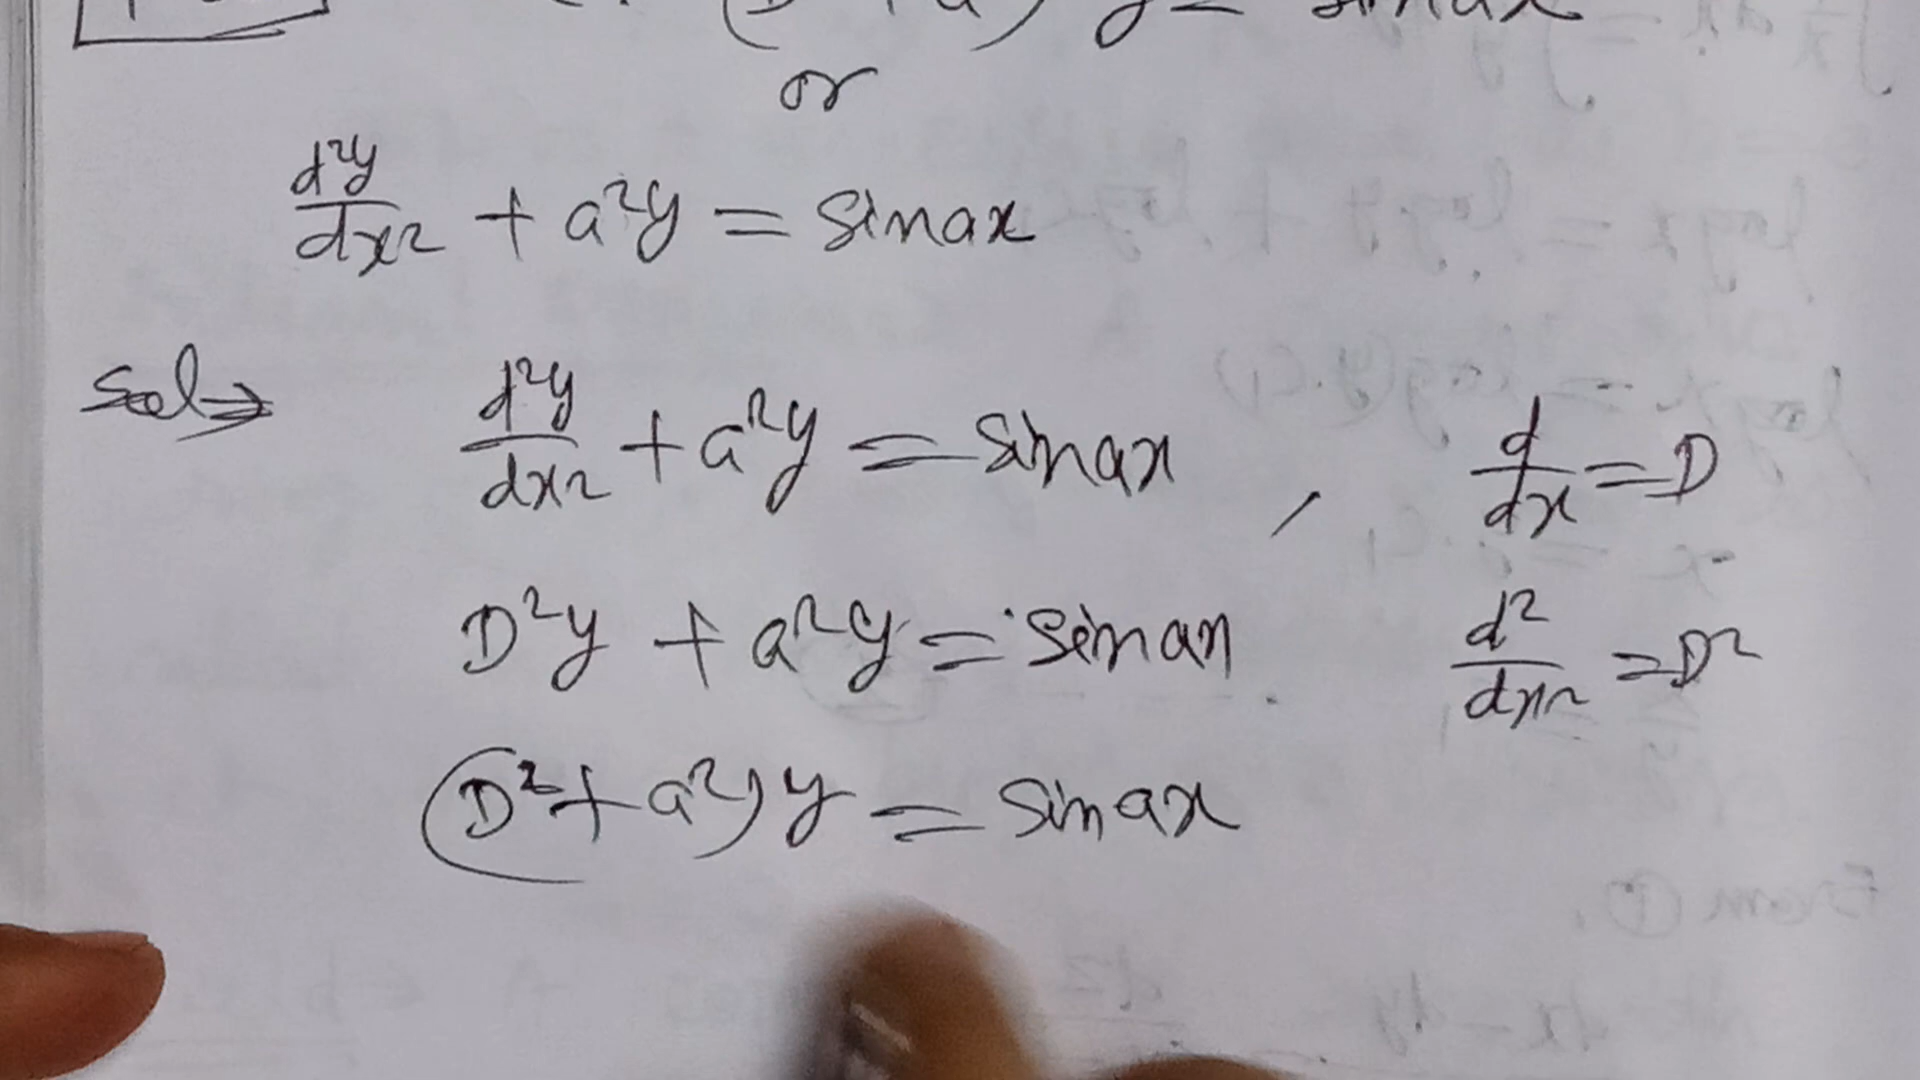 y = sinax
or
d²y/dx² + a²y = sinax
Sol → d²y/dx² + a²y = sinax , d/dx = D
D²y + a²y = sinax d²/dx² = D²
(D² + a²) y = sinax